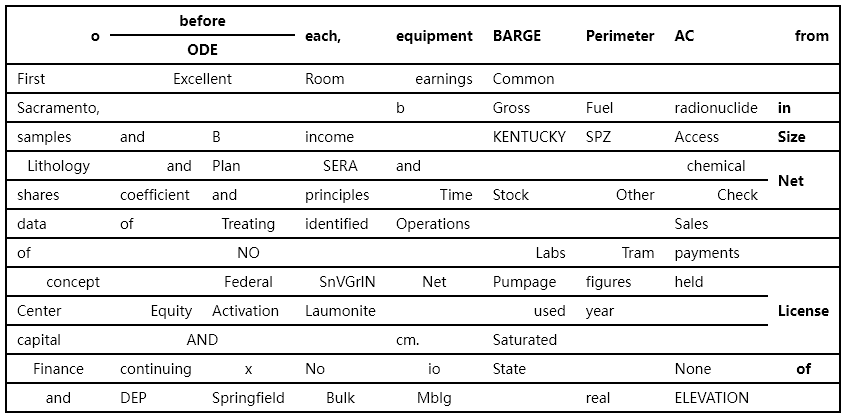 before
o each, equipment BARGE Perimeter AC from
ODE
First Excellent Room earnings Common
Sacramento, b Gross Fuel radionuclide in
samples and B income KENTUCKY SPZ Access Size
Lithology and Plan SERA and chemical
Net
shares coefficient and principles Time Stock Other Check
data of Treating identified Operations Sales
of NO Labs Tram payments
concept Federal SnVGrIN Net Pumpage figures held
Center Equity Activation Laumonite used year License
capital AND cm. Saturated
Finance continuing x No io State None of
and DEP Springfield Bulk Mblg real ELEVATION